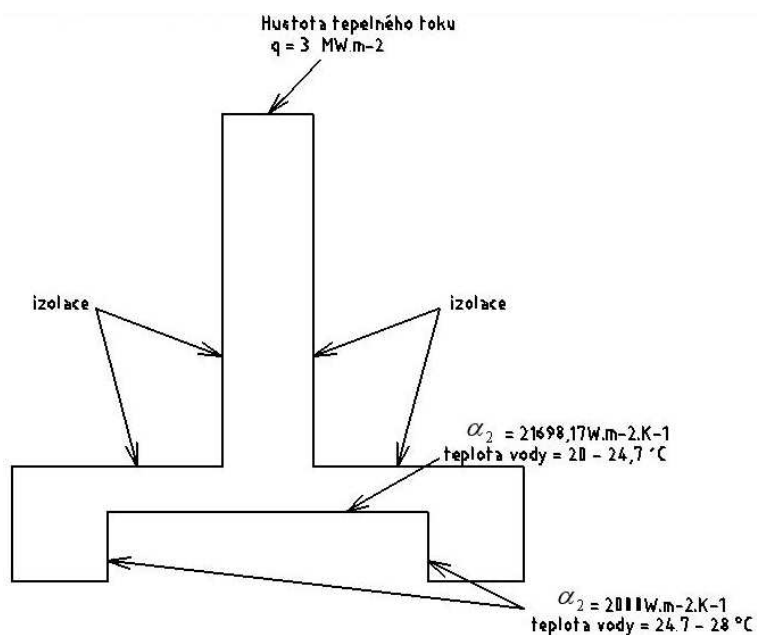 Hustota tepelného toku
q = 3 MW.m-2
izolace
izolace
α2 = 21698,17W.m-2.K-1
teplota vody = 20 - 24,7 °C
α2 = 2000W.m-2.K-1
teplota vody = 24.7 - 28 °C